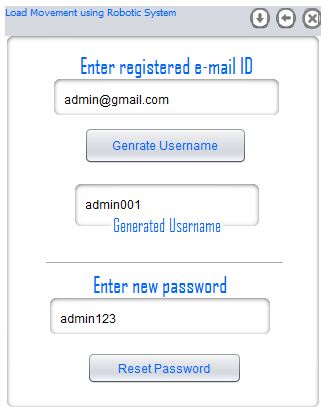 Load Movement using Robotic System
Enter registered e-mail ID
admin@gmail.com
Genrate Username
admin001
Generated Username
Enter new password
admin123
Reset Password